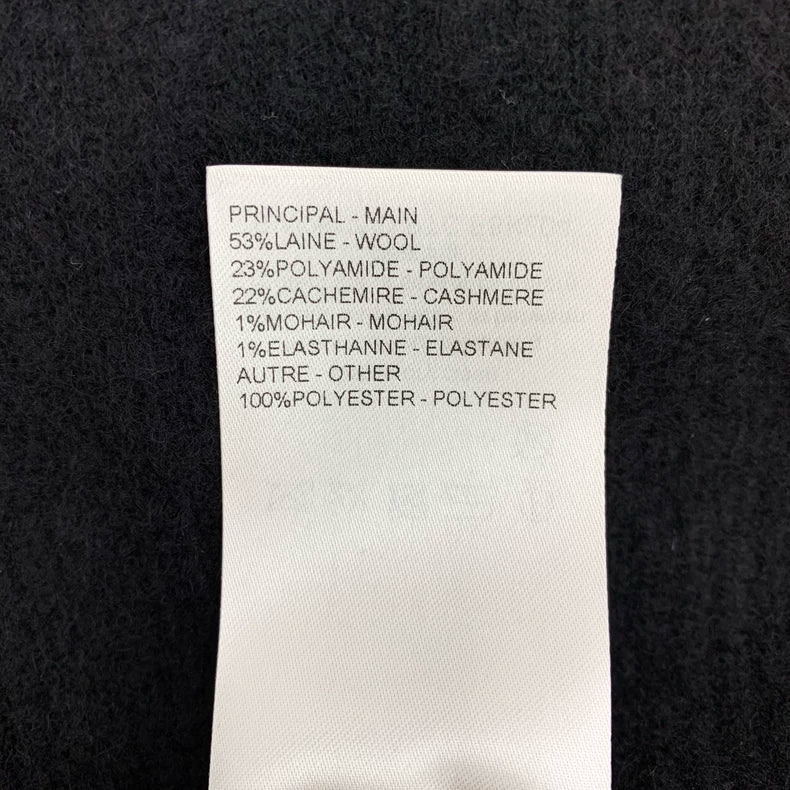 PRINCIPAL - MAIN
53%LAINE - WOOL
23%POLYAMIDE - POLYAMIDE
22%CACHEMIRE - CASHMERE
1%MOHAIR - MOHAIR
1%ELASTHANNE - ELASTANE
AUTRE - OTHER
100%POLYESTER - POLYESTER